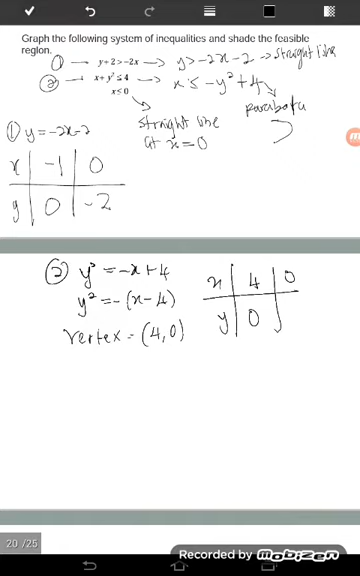 Graph the following system of inequalities and shade the feasible
region.
① → y+2>-2x → y>-2x-2 → straight line
② → x+y²≤4 → x≤-y²+4
x≤0
parabola
straight line
at x=0
① y=-2x-2
x | -1 | 0
y | 0 | -2
② y²=-x+4
y²=-(x-4)
vertex=(4,0)
x | 4 | 0
y | 0 |
20 /25
Recorded by Mobizen